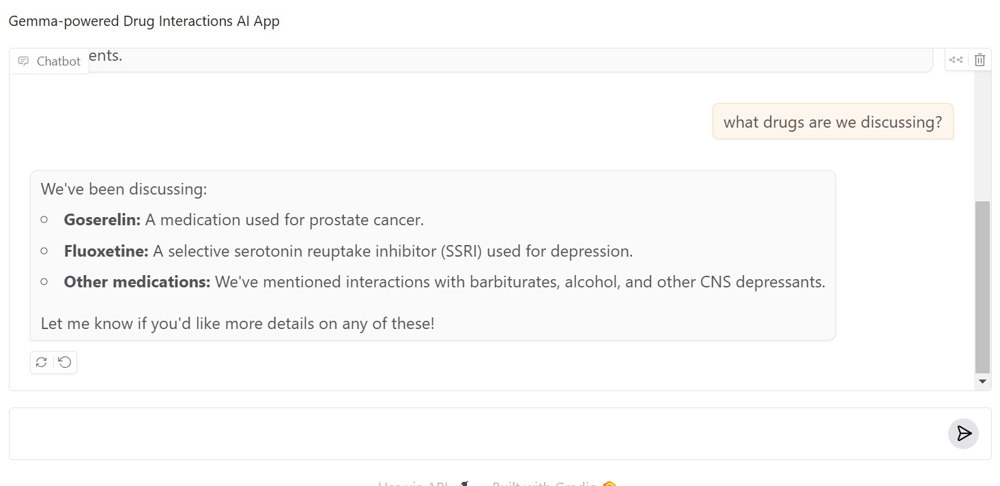 Gemma-powered Drug Interactions AI App
Chatbot
ents.
what drugs are we discussing?
We've been discussing:
Goserelin: A medication used for prostate cancer.
Fluoxetine: A selective serotonin reuptake inhibitor (SSRI) used for depression.
Other medications: We've mentioned interactions with barbiturates, alcohol, and other CNS depressants.
Let me know if you'd like more details on any of these!
Use via API
Built with Gradio